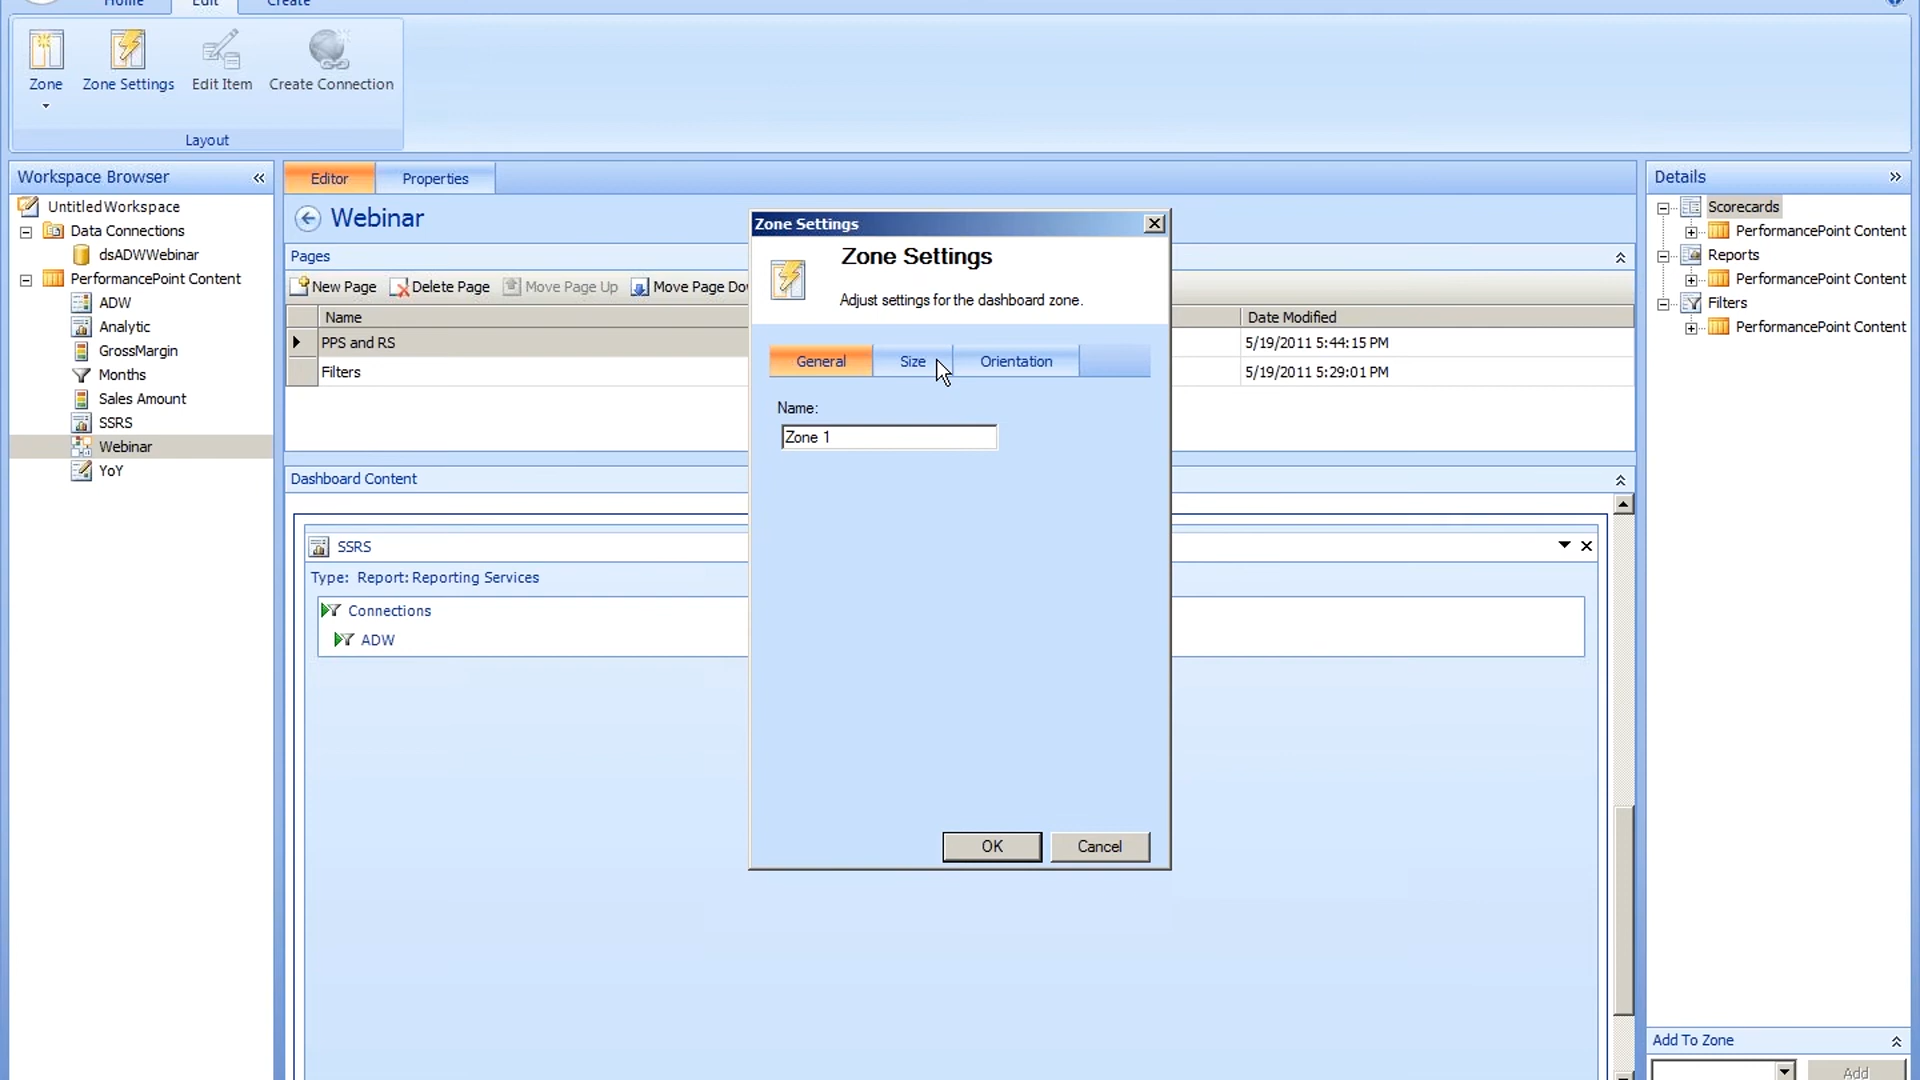 Home Edit Create
Zone Zone Settings Edit Item Create Connection
Layout
Workspace Browser
Untitled Workspace
Data Connections
dsADWWebinar
PerformancePoint Content
ADW
Analytic
GrossMargin
Months
Sales Amount
SSRS
Webinar
YoY
Editor Properties
Webinar
Pages
New Page Delete Page Move Page Up Move Page Dow
Name Date Modified
PPS and RS 5/19/2011 5:44:15 PM
Filters 5/19/2011 5:29:01 PM
Dashboard Content
SSRS
Type: Report: Reporting Services
Connections
ADW
Zone Settings
Zone Settings
Adjust settings for the dashboard zone.
General Size Orientation
Name:
Zone 1
OK Cancel
Details
Scorecards
PerformancePoint Content
Reports
PerformancePoint Content
Filters
PerformancePoint Content
Add To Zone
Add